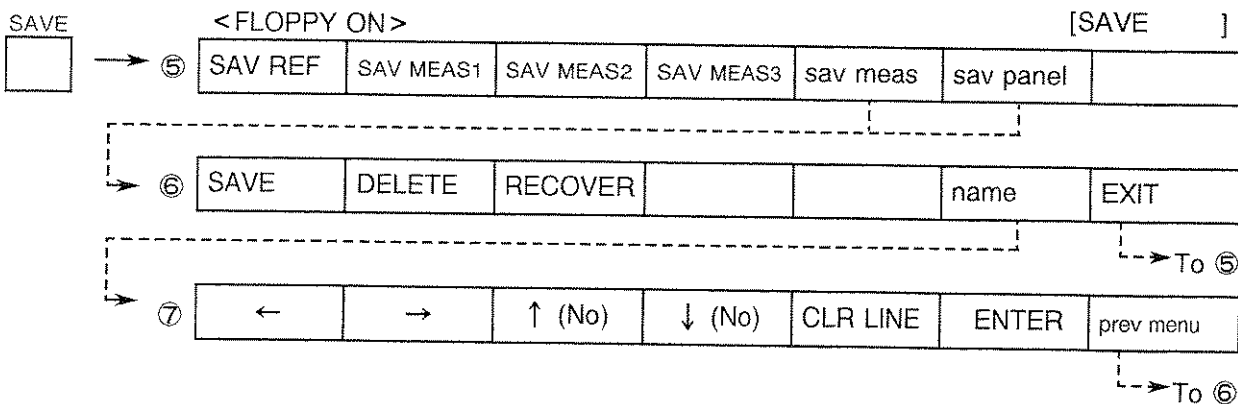 SAVE
<FLOPPY ON> [SAVE ]
⑤ SAV REF SAV MEAS1 SAV MEAS2 SAV MEAS3 sav meas sav panel
⑥ SAVE DELETE RECOVER name EXIT
To ⑤
⑦ ← → ↑ (No) ↓ (No) CLR LINE ENTER prev menu
To ⑥